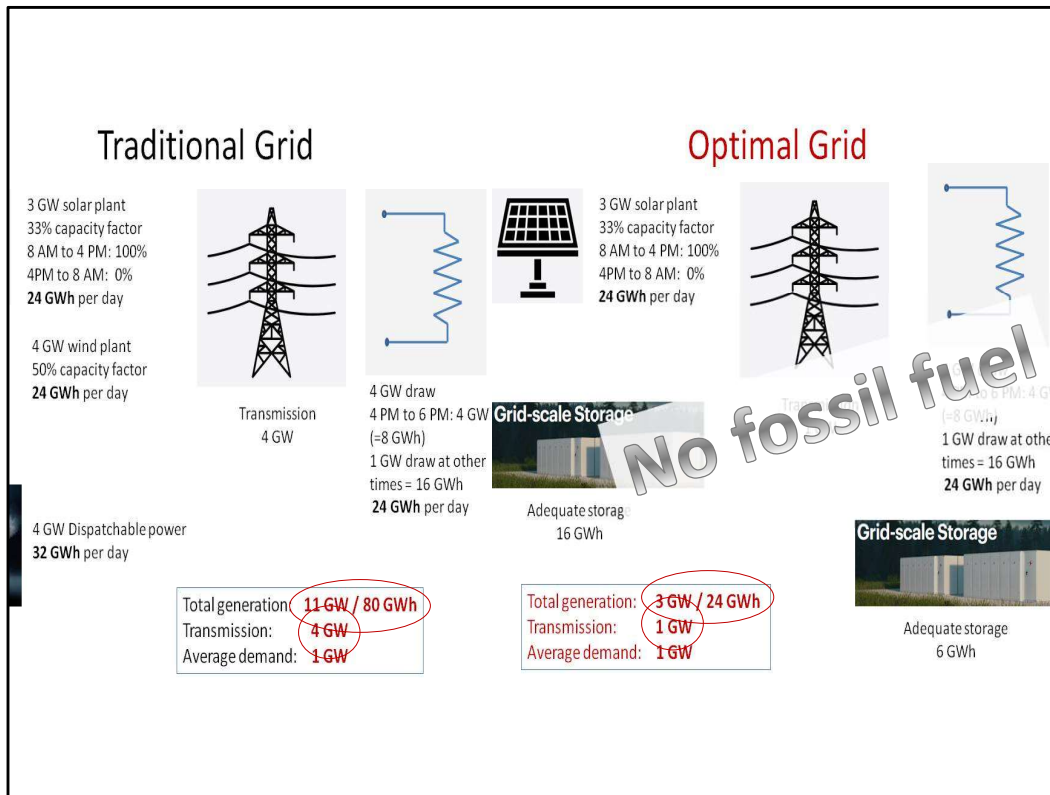 Traditional Grid
3 GW solar plant
33% capacity factor
8 AM to 4 PM: 100%
4PM to 8 AM: 0%
24 GWh per day
4 GW wind plant
50% capacity factor
24 GWh per day
4 GW Dispatchable power
32 GWh per day
Transmission
4 GW
4 GW draw
4 PM to 6 PM: 4 GW
(=8 GWh)
1 GW draw at other
times = 16 GWh
24 GWh per day
Total generation: 11 GW / 80 GWh
Transmission: 4 GW
Average demand: 1 GW
Optimal Grid
3 GW solar plant
33% capacity factor
8 AM to 4 PM: 100%
4PM to 8 AM: 0%
24 GWh per day
Grid-scale Storage
Adequate storage
16 GWh
No fossil fuel
(=8 GWh)
1 GW draw at othe
times = 16 GWh
24 GWh per day
Grid-scale Storage
Adequate storage
6 GWh
Total generation: 3 GW / 24 GWh
Transmission: 1 GW
Average demand: 1 GW